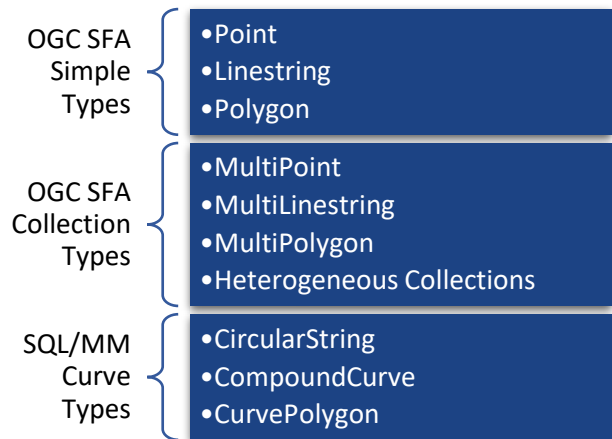 OGC SFA
Simple
Types
•Point
•Linestring
•Polygon
OGC SFA
Collection
Types
•MultiPoint
•MultiLinestring
•MultiPolygon
•Heterogeneous Collections
SQL/MM
Curve
Types
•CircularString
•CompoundCurve
•CurvePolygon